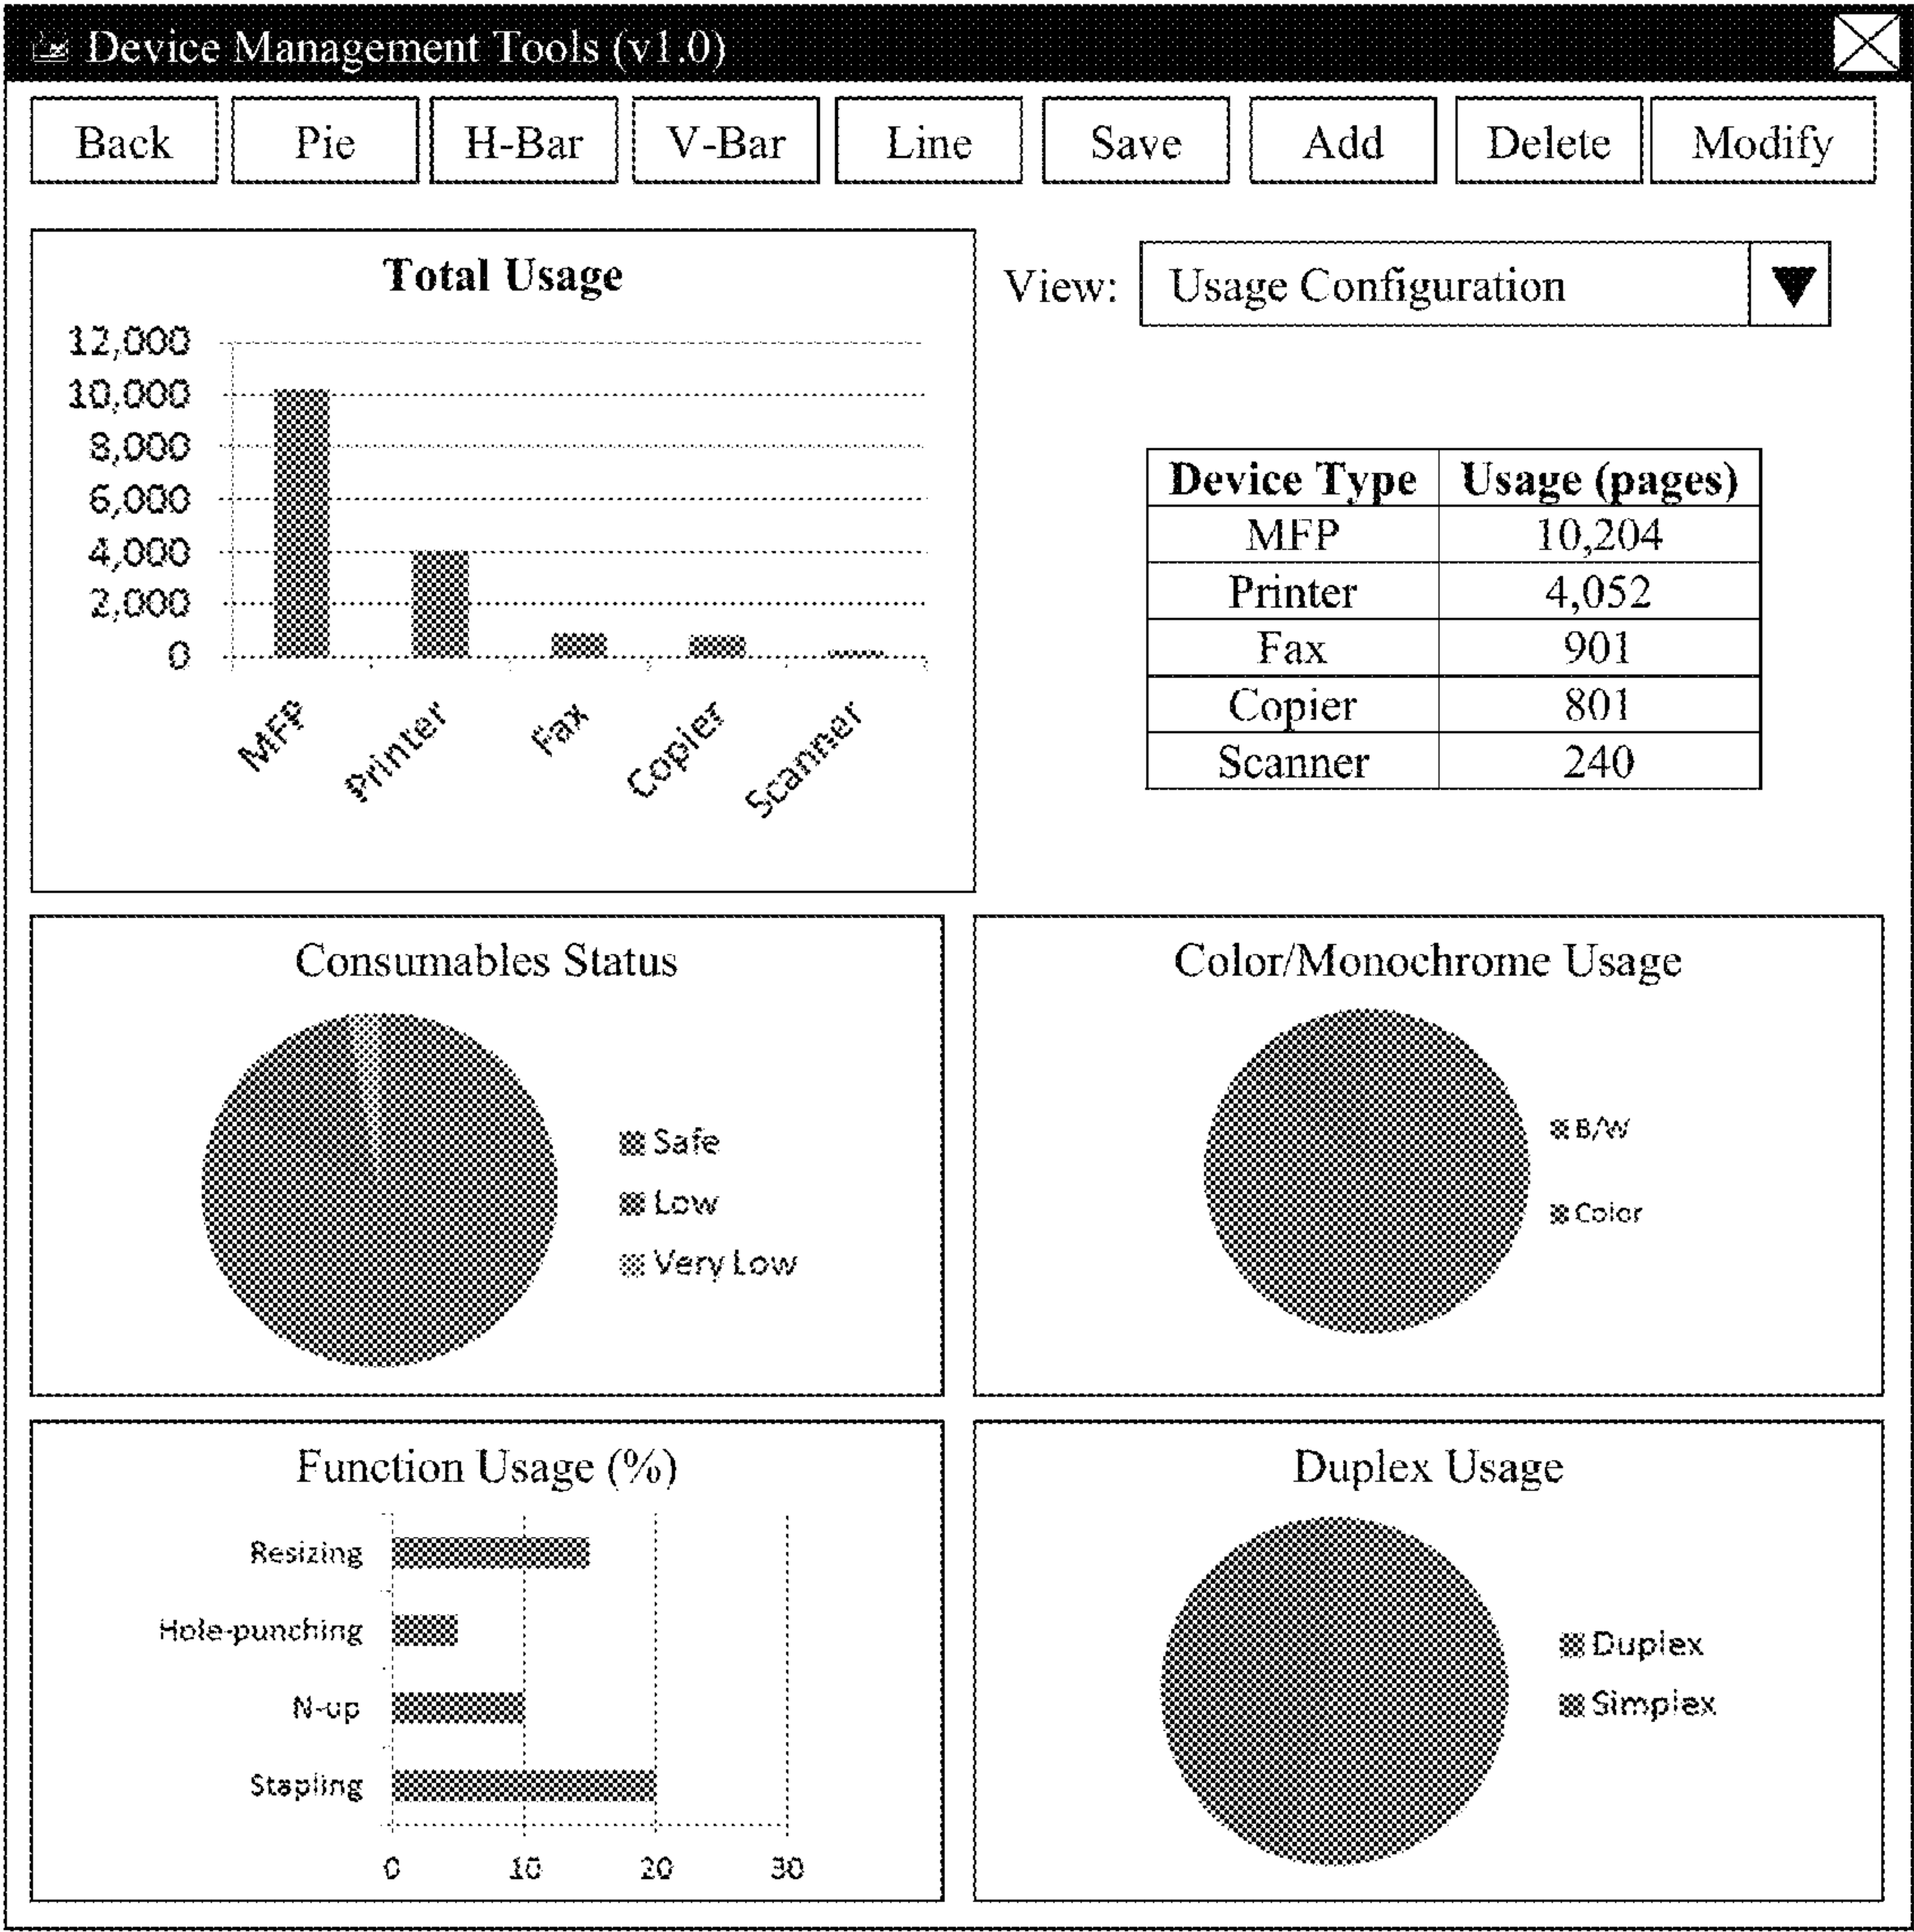 Device Management Tools (v1.0)
Back Pie H-Bar V-Bar Line Save Add Delete Modify
Total Usage
12,000
10,000
8,000
6,000
4,000
2,000
0
MFP Printer Fax Copier Scanner
View: Usage Configuration
Device Type Usage (pages)
MFP 10,204
Printer 4,052
Fax 901
Copier 801
Scanner 240
Consumables Status
Safe
Low
Very Low
Color/Monochrome Usage
B/W
Color
Function Usage (%)
Resizing
Hole-punching
N-up
Stapling
0 10 20 30
Duplex Usage
Duplex
Simplex